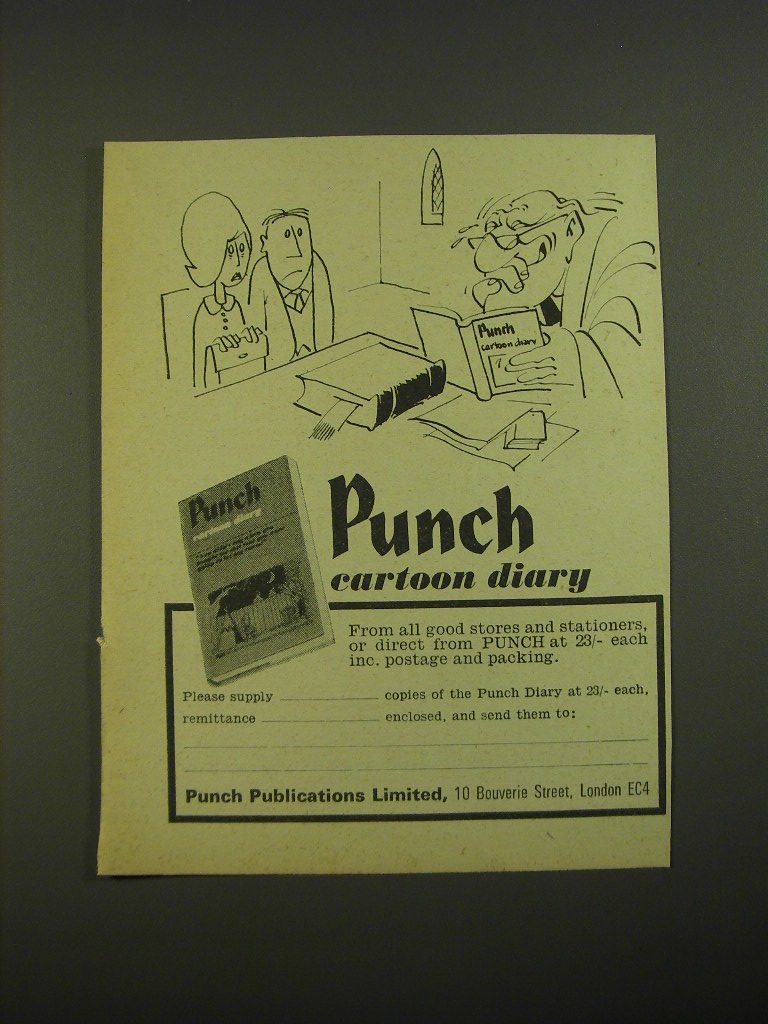 Punch
cartoon diary
Punch
cartoon diary
Punch
cartoon diary
From all good stores and stationers,
or direct from PUNCH at 23/- each
inc. postage and packing.
Please supply copies of the Punch Diary at 23/- each,
remittance enclosed, and send them to:
Punch Publications Limited, 10 Bouverie Street, London EC4